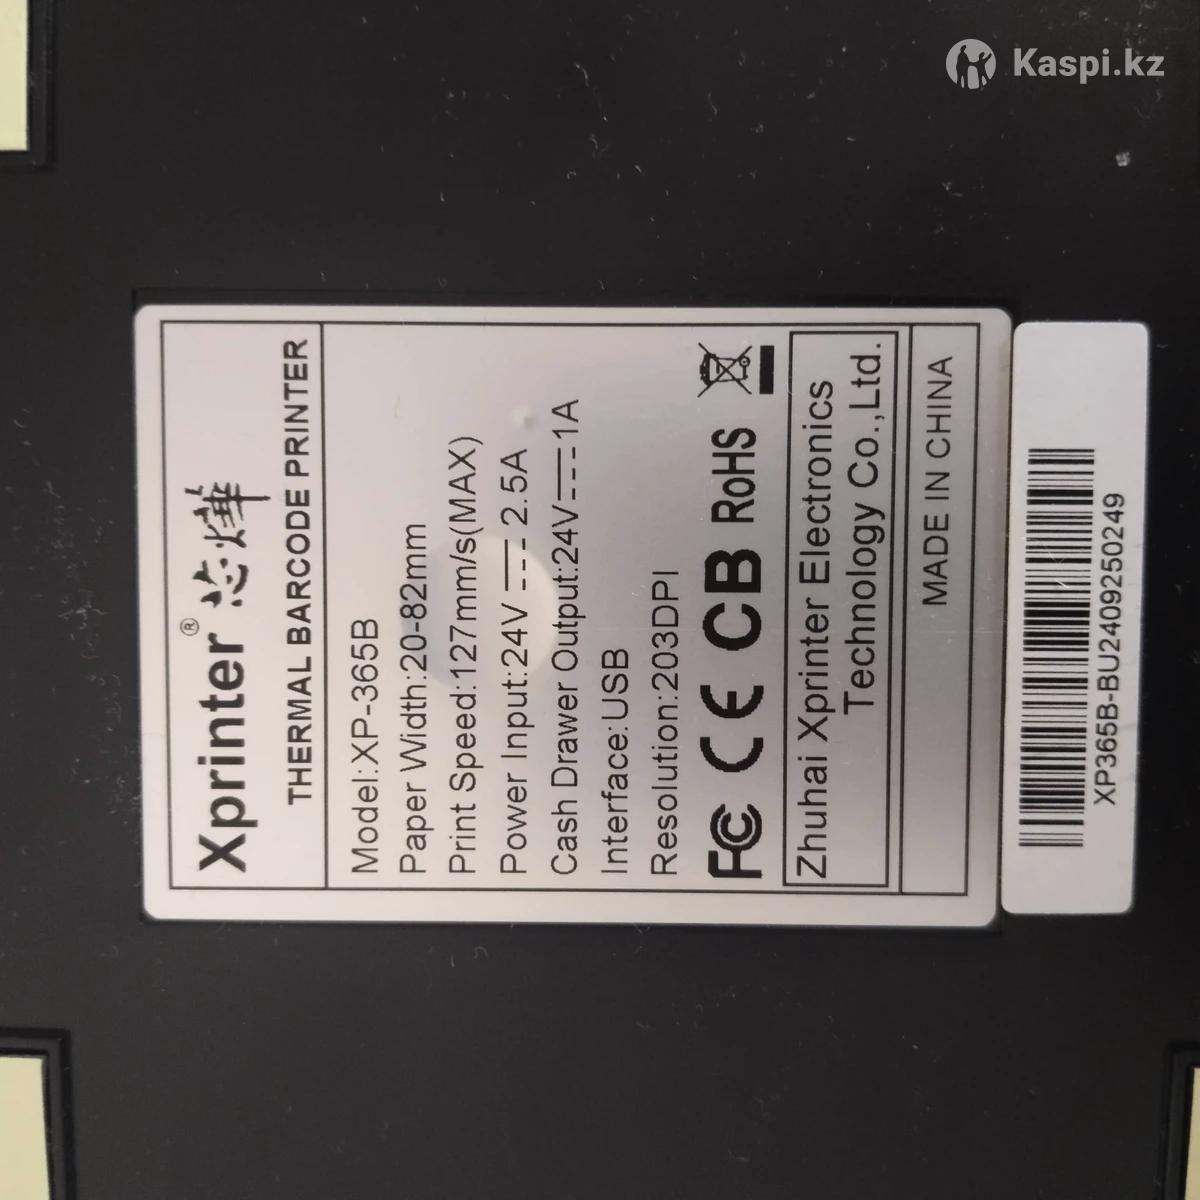 Kaspi.kz
Xprinter® 芯烨
THERMAL BARCODE PRINTER
Model:XP-365B
Paper Width:20-82mm
Print Speed:127mm/s(MAX)
Power Input:24V⎓2.5A
Cash Drawer Output:24V⎓1A
Interface:USB
Resolution:203DPI
FC CE CB RoHS
Zhuhai Xprinter Electronics
Technology Co.,Ltd.
MADE IN CHINA
XP365B-BU2409250249